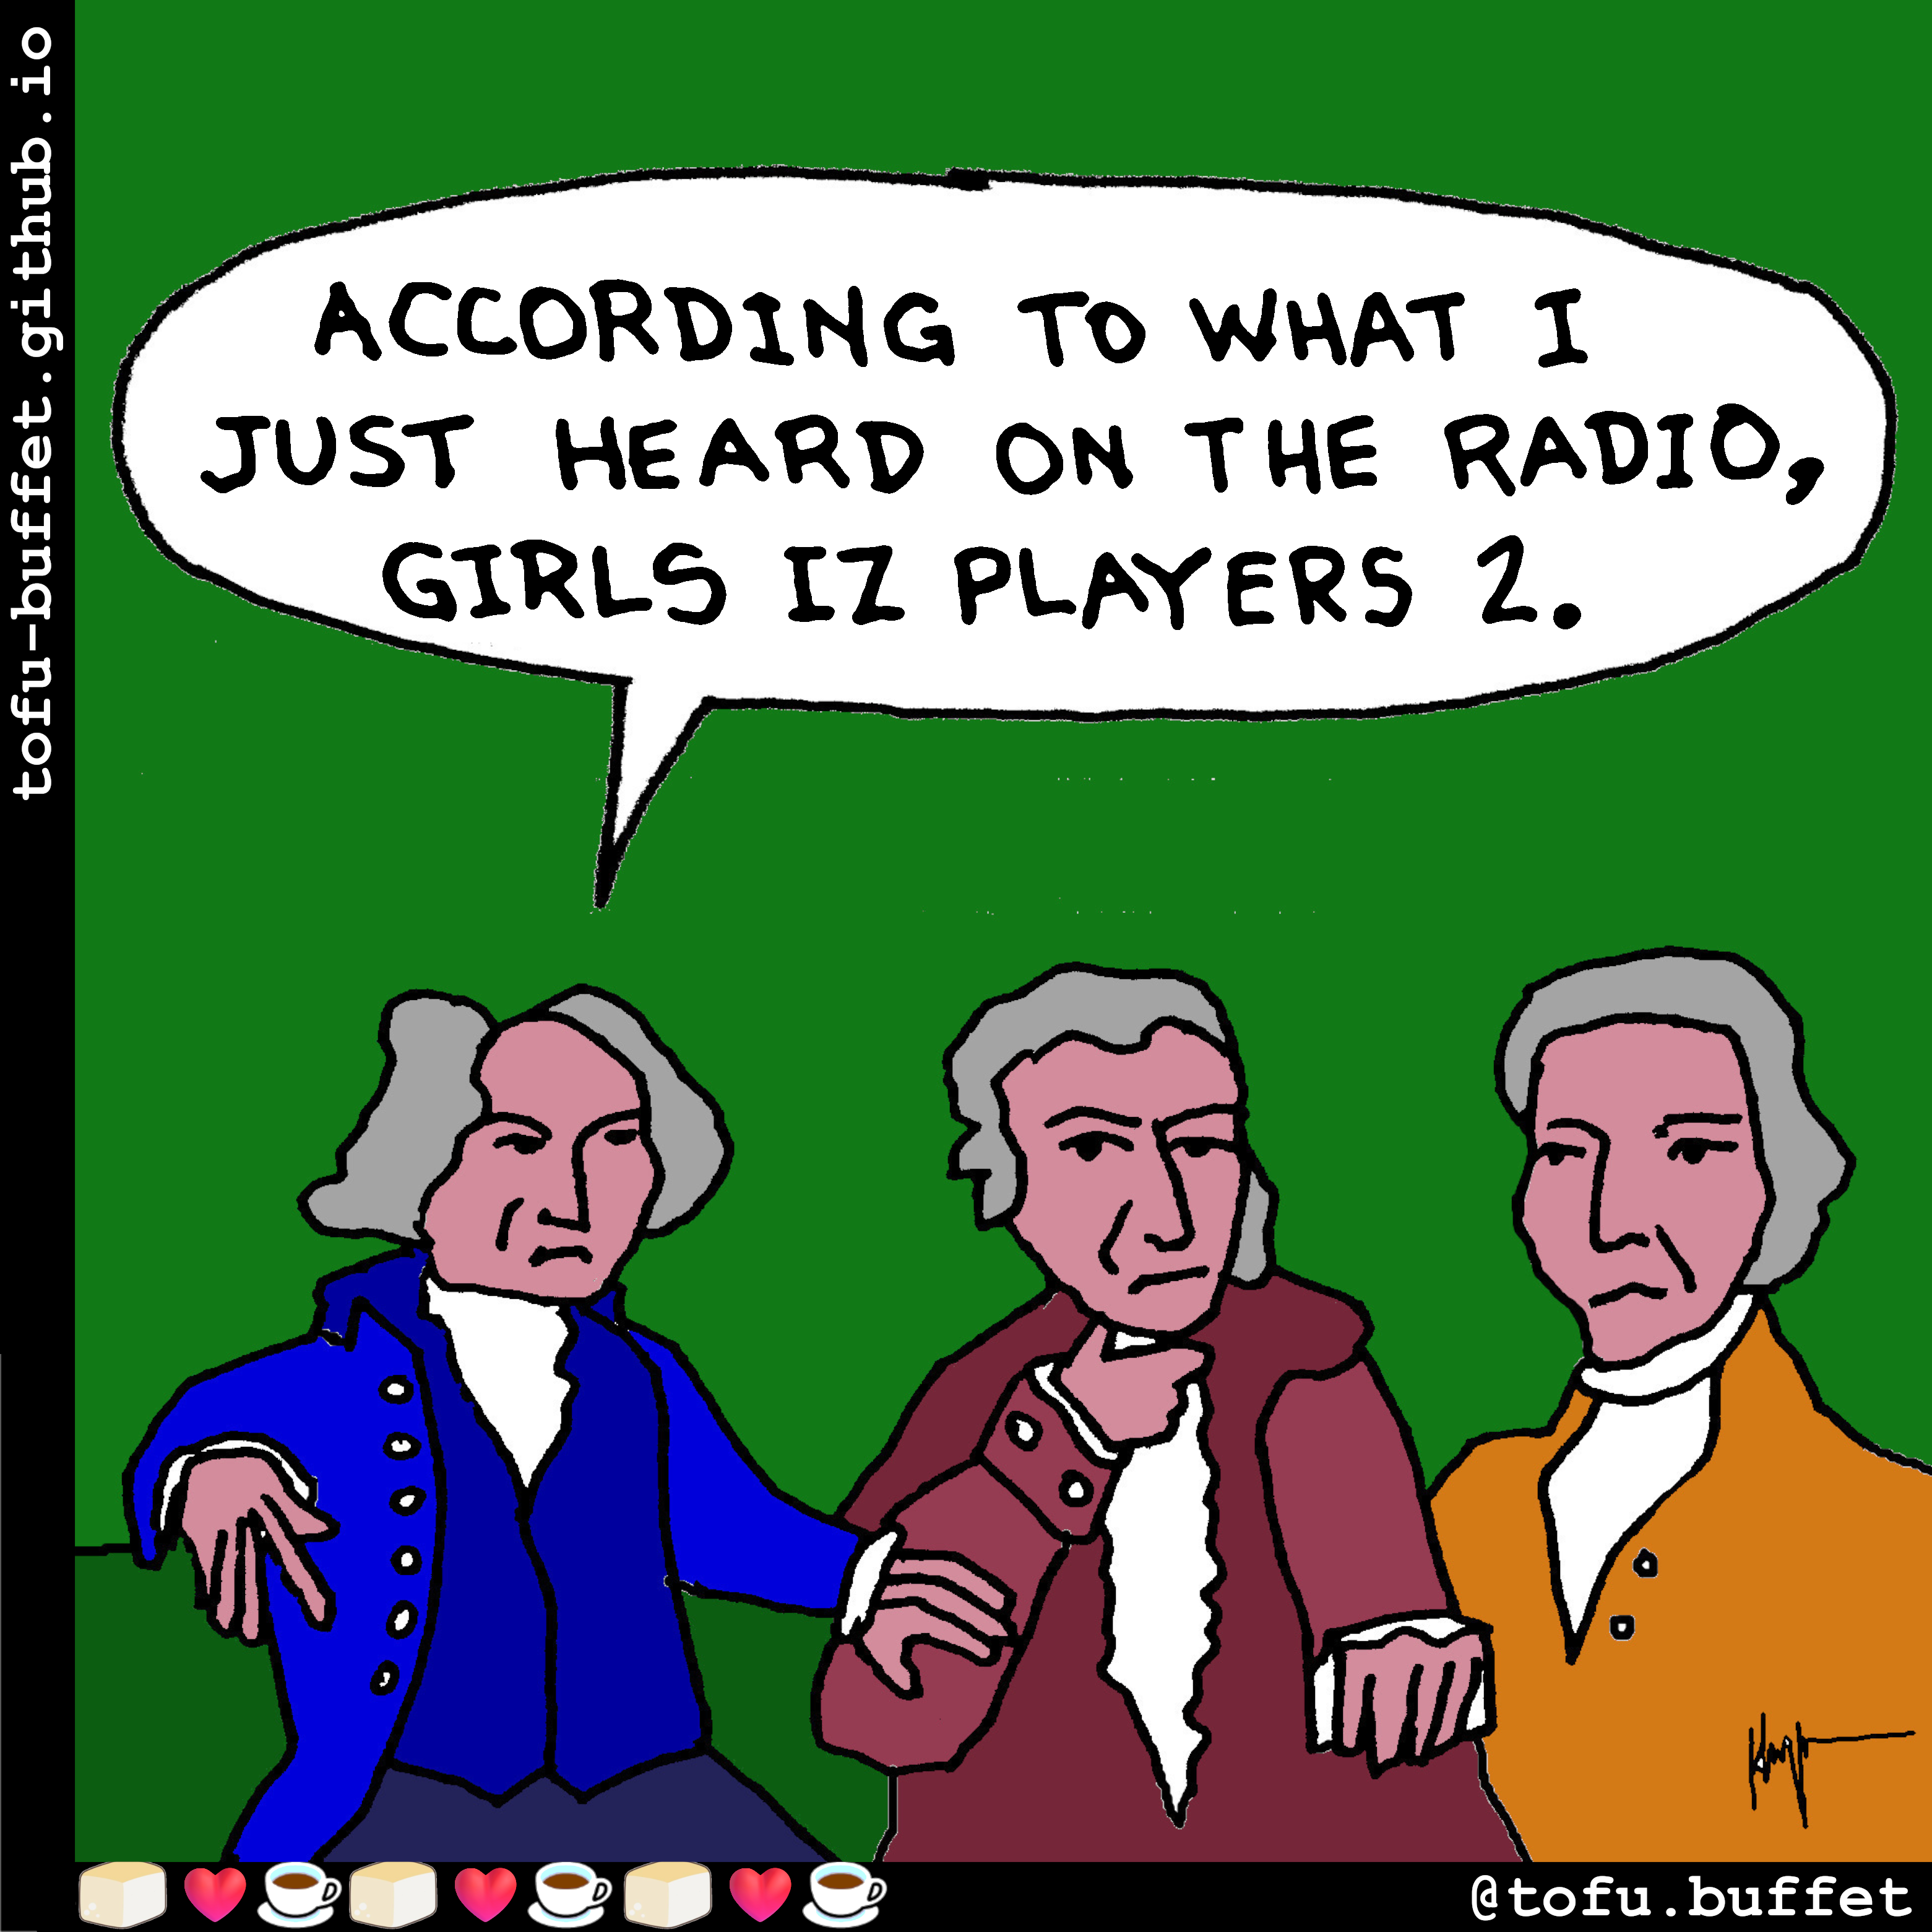 tofu-buffet.github.io
ACCORDING TO WHAT I
JUST HEARD ON THE RADIO,
GIRLS IZ PLAYERS 2.
@tofu.buffet